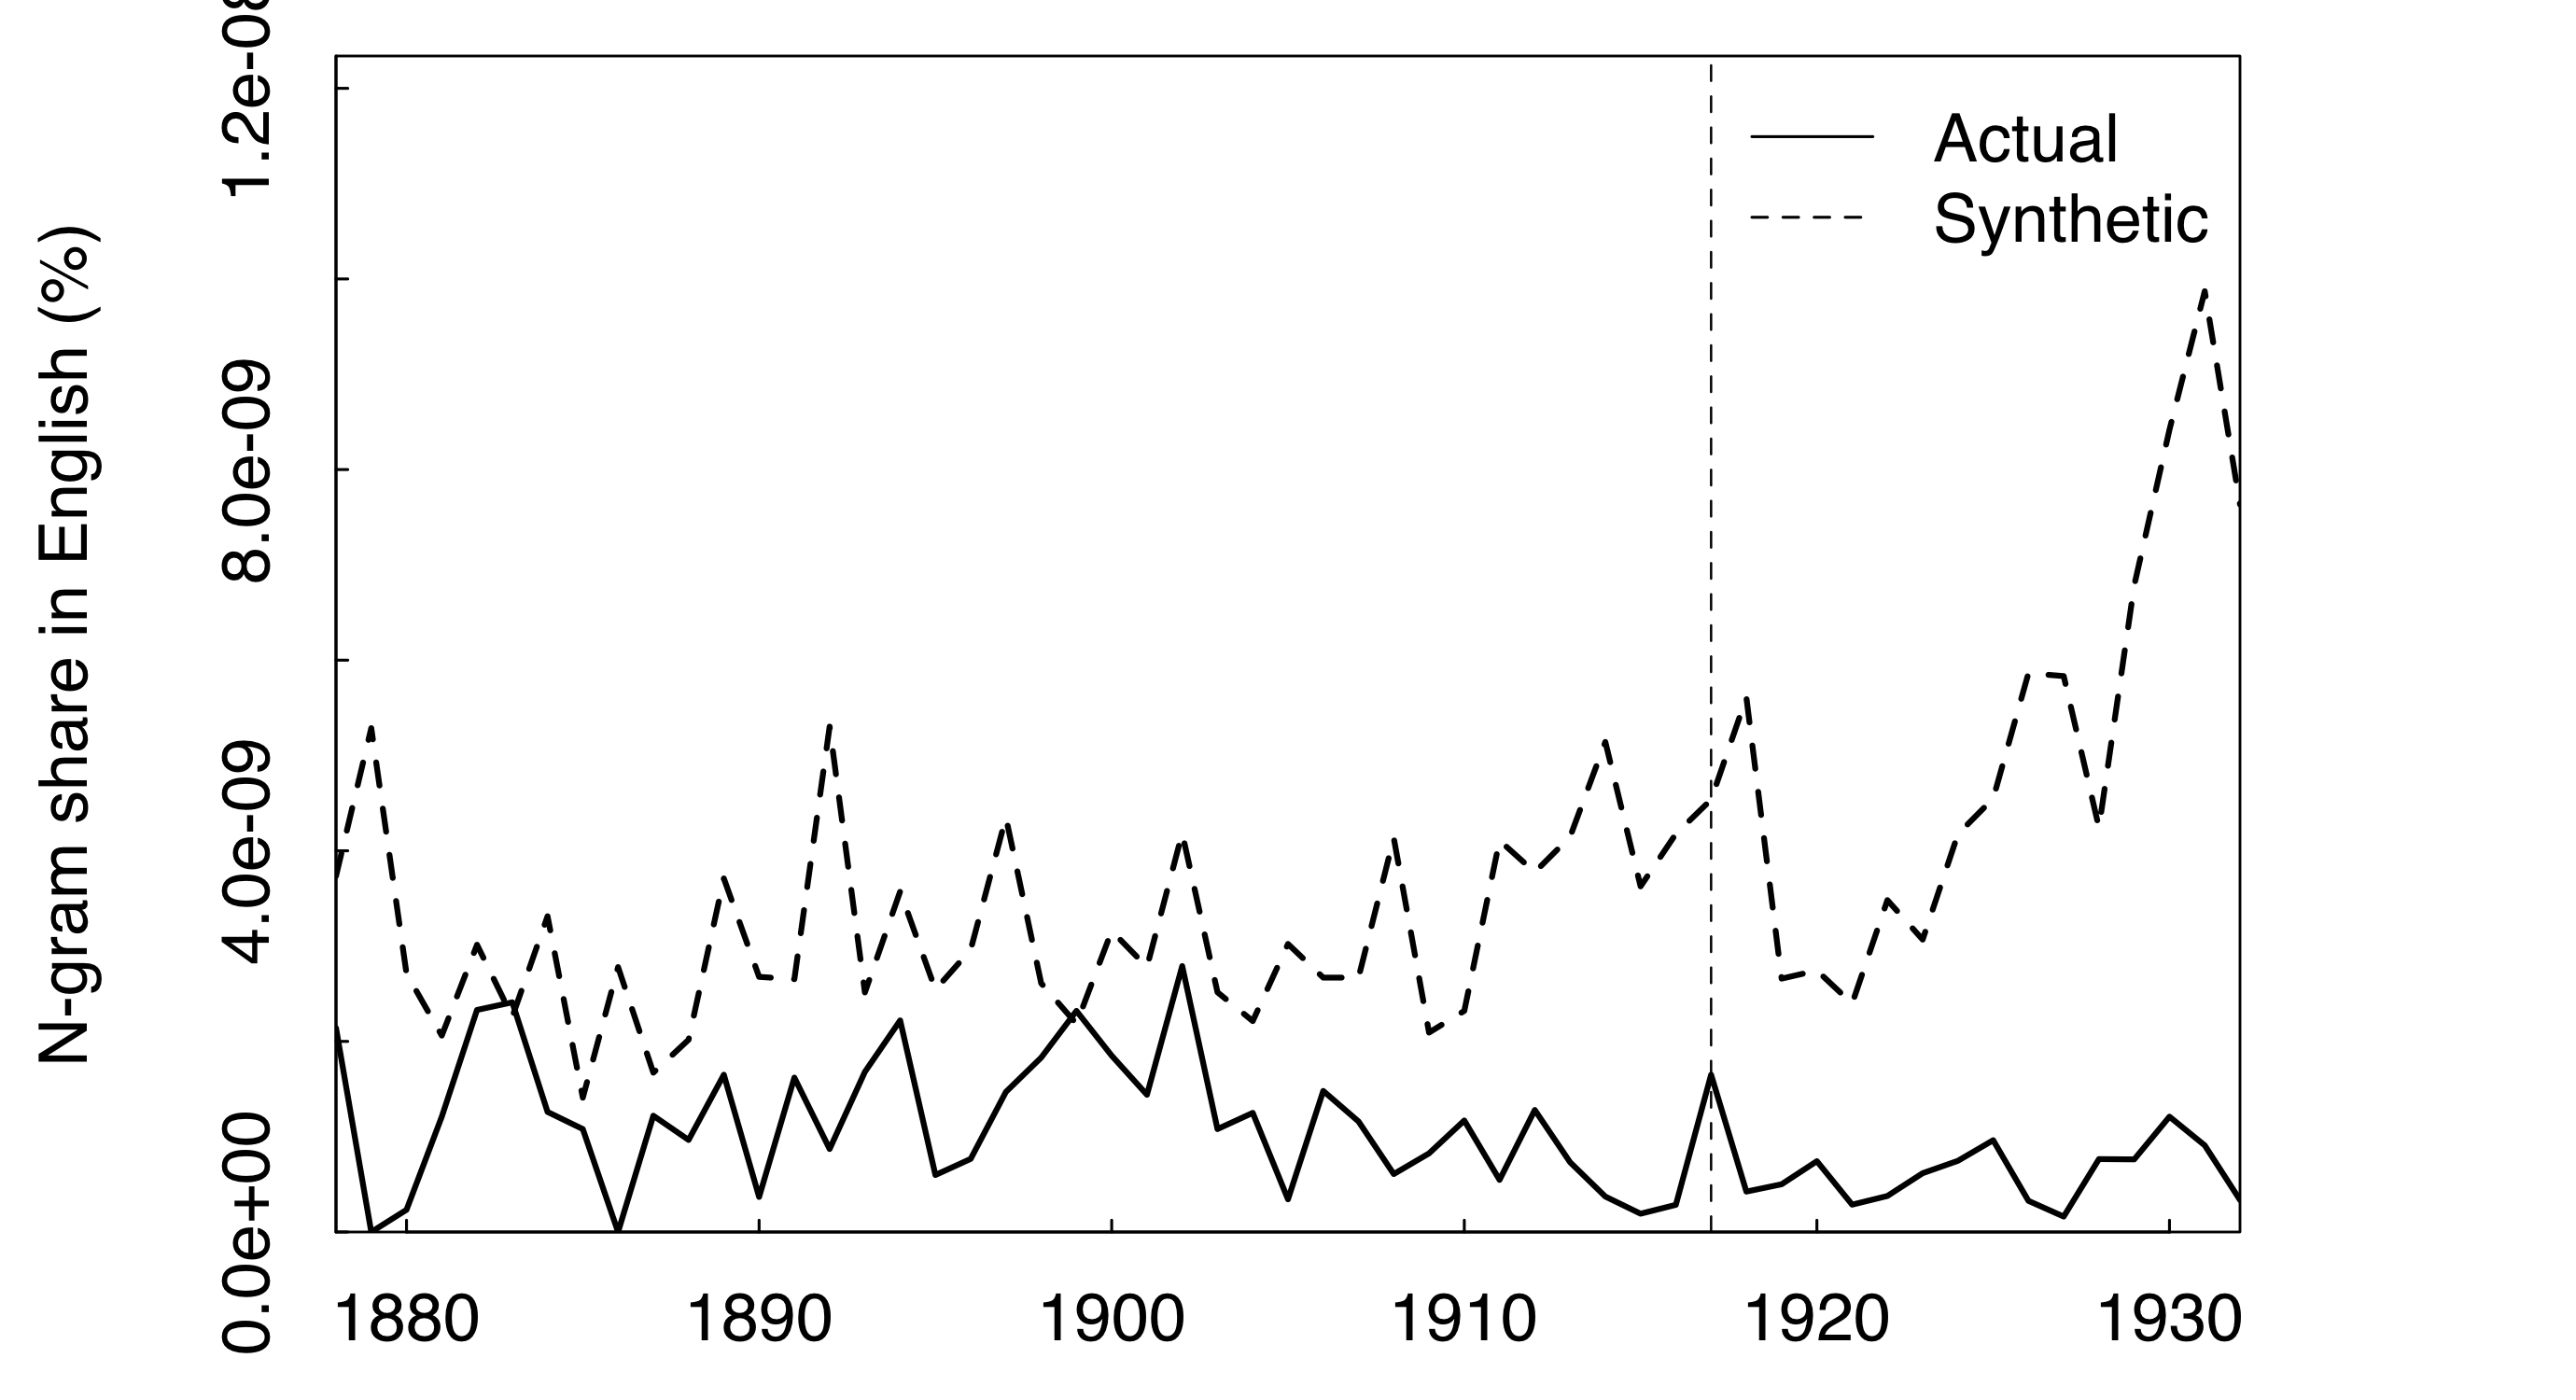 N-gram share in English (%)
1.2e-08
8.0e-09
4.0e-09
0.0e+00
Actual
Synthetic
1880 1890 1900 1910 1920 1930